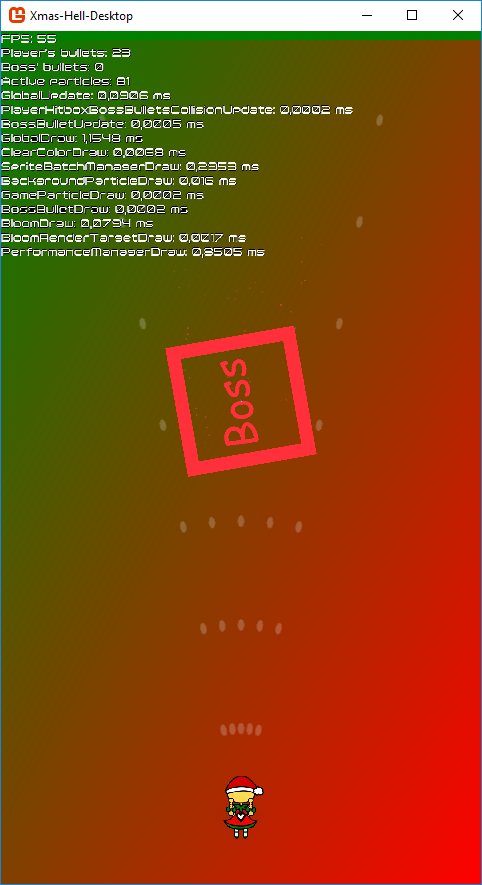 Xmas-Hell-Desktop
FPS: 55
Player's bullets: 23
Boss' bullets: 0
Active particles: 81
GlobalUpdate: 0,0906 ms
PlayerHitboxBossBulletsCollisionUpdate: 0,0002 ms
BossBulletUpdate: 0,0005 ms
GlobalDraw: 1,1548 ms
ClearColorDraw: 0,0068 ms
SpriteBatchManagerDraw: 0,2353 ms
BackgroundParticleDraw: 0,016 ms
GameParticleDraw: 0,0002 ms
BossBulletDraw: 0,0002 ms
BloomDraw: 0,0794 ms
BloomRenderTargetDraw: 0,0017 ms
PerformanceManagerDraw: 0,8505 ms
Boss